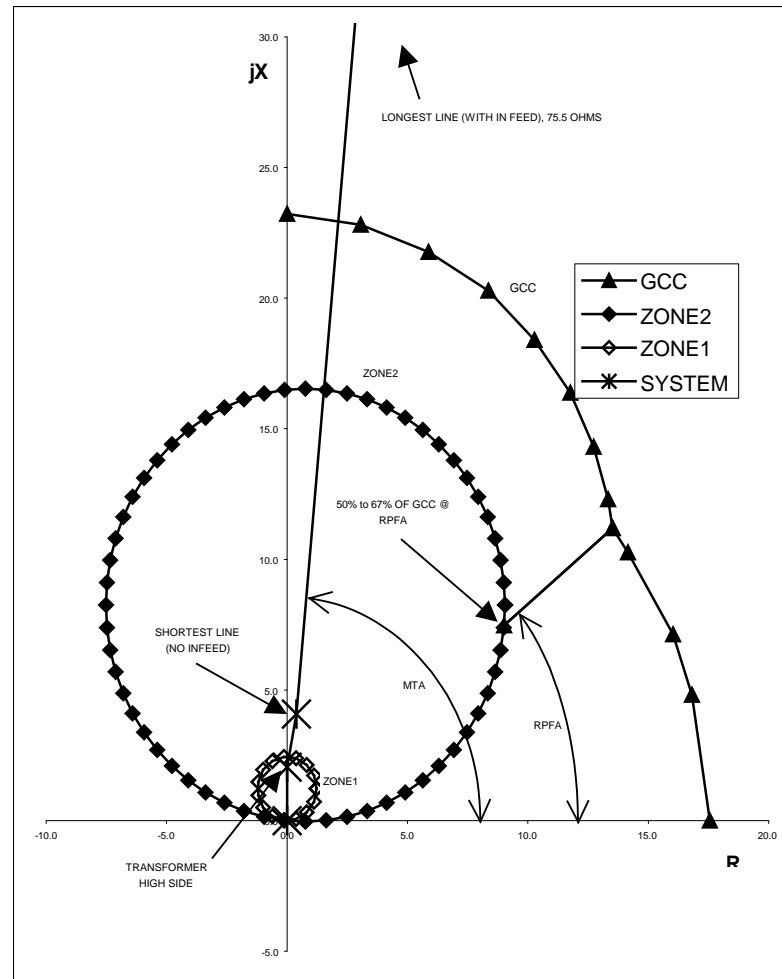 30.0
jX
LONGEST LINE (WITH IN FEED), 75.5 OHMS
25.0
20.0
GCC
GCC
ZONE2
ZONE1
SYSTEM
ZONE2
15.0
50% to 67% OF GCC @
RPFA
10.0
SHORTEST LINE
(NO INFEED)
5.0
MTA
RPFA
ZONE1
-10.0
-5.0
0.0
5.0
10.0
15.0
20.0
TRANSFORMER
HIGH SIDE
R
-5.0